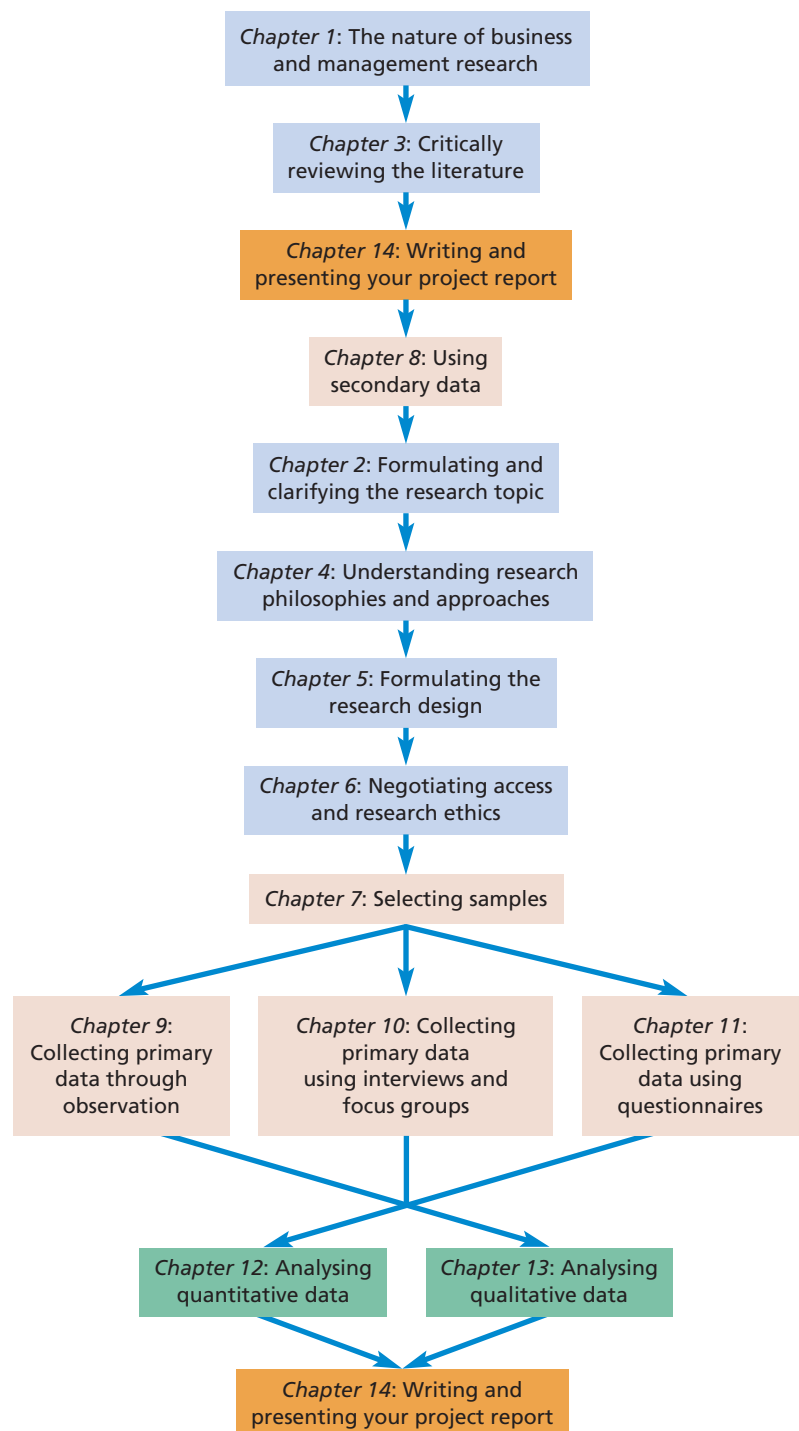 Chapter 1: The nature of business
and management research
Chapter 3: Critically
reviewing the literature
Chapter 14: Writing and
presenting your project report
Chapter 8: Using
secondary data
Chapter 2: Formulating and
clarifying the research topic
Chapter 4: Understanding research
philosophies and approaches
Chapter 5: Formulating the
research design
Chapter 6: Negotiating access
and research ethics
Chapter 7: Selecting samples
Chapter 9:
Collecting primary
data through
observation
Chapter 10: Collecting
primary data
using interviews and
focus groups
Chapter 11:
Collecting primary
data using
questionnaires
Chapter 12: Analysing
quantitative data
Chapter 13: Analysing
qualitative data
Chapter 14: Writing and
presenting your project report